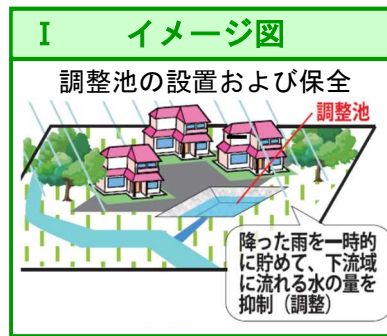 I イメージ図
調整池の設置および保全
調整池
降った雨を一時的
に貯めて、下流域
に流れる水の量を
抑制（調整）